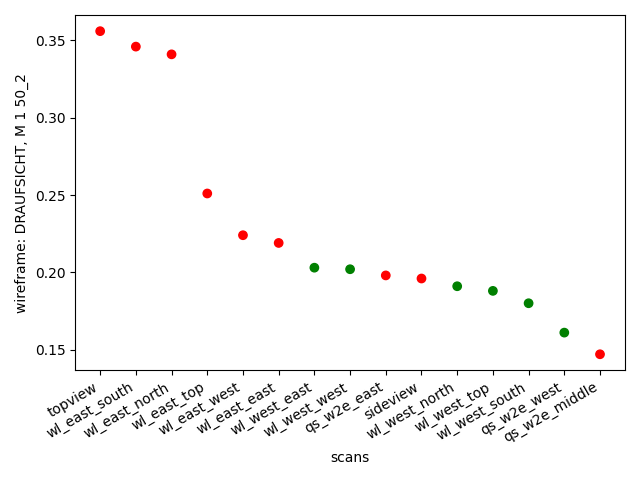 wireframe: DRAUFSICHT, M 1 50_2
0.35
0.30
0.25
0.20
0.15
topview
wl_east_south
wl_east_north
wl_east_top
wl_east_west
wl_east_east
wl_west_east
wl_west_west
qs_w2e_east
sideview
wl_west_north
wl_west_top
wl_west_south
qs_w2e_west
qs_w2e_middle
scans